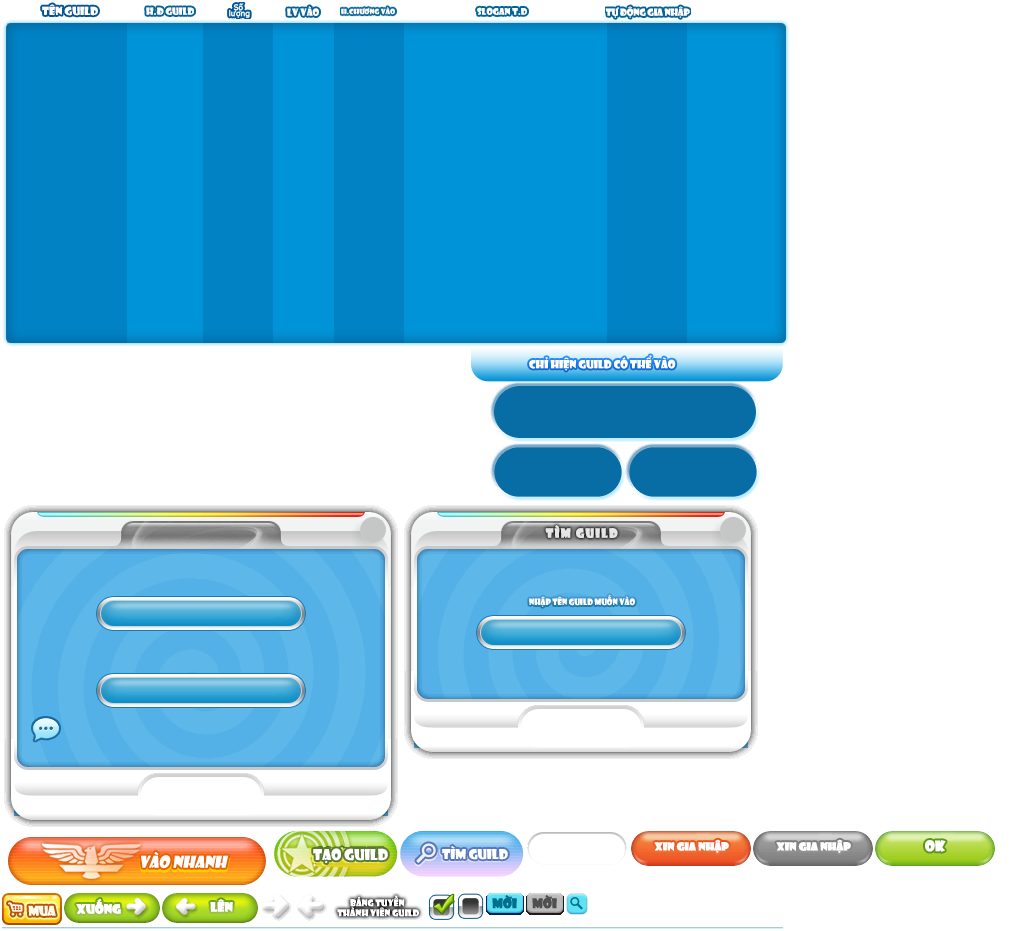 TÊN GUILD
H.D GUILD
Số lượng
LV VÀO
H.CHƯƠNG VÀO
SLOGAN T.D
TỰ ĐỘNG GIA NHẬP
CHỈ HIỆN GUILD CÓ THỂ VÀO
TÌM GUILD
NHẬP TÊN GUILD MUỐN VÀO
VÀO NHANH
TẠO GUILD
TÌM GUILD
XIN GIA NHẬP
XIN GIA NHẬP
OK
MUA
XUỐNG
LÊN
BẢNG TUYỂN
THÀNH VIÊN GUILD
MỜI
MỜI